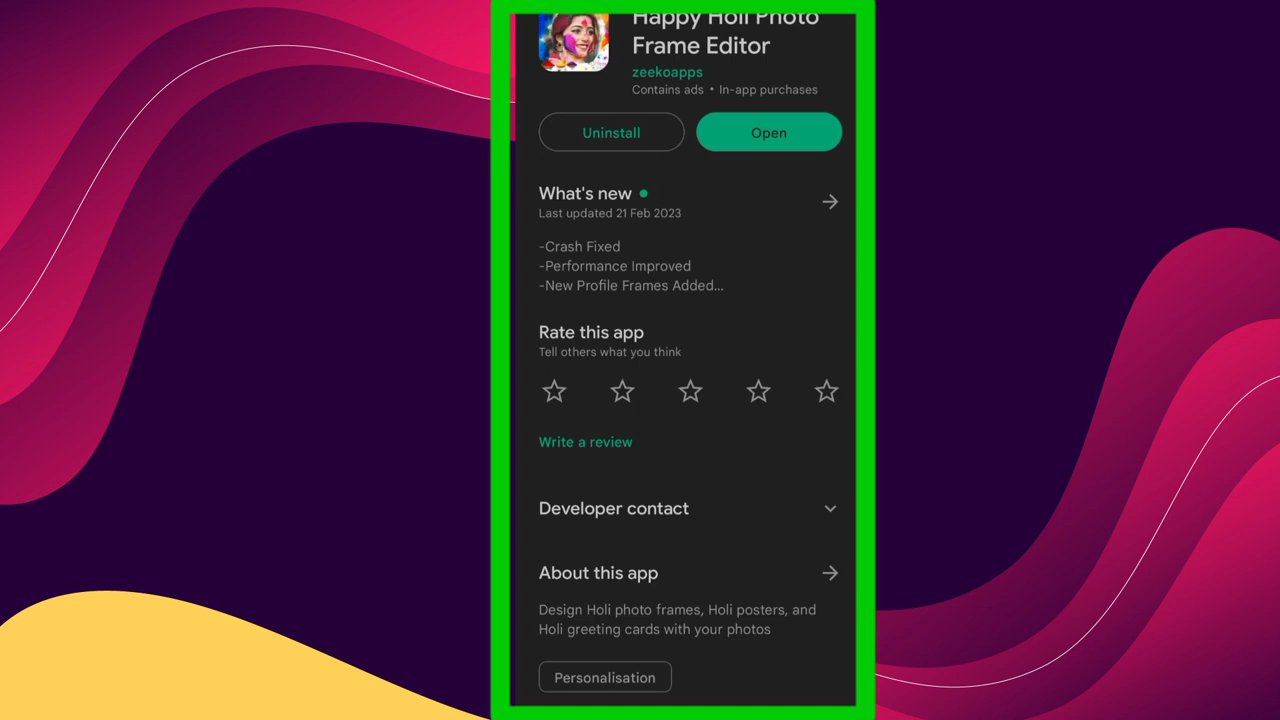 Happy Holi Photo
Frame Editor
zeekoapps
Contains ads • In-app purchases
Uninstall
Open
What's new
Last updated 21 Feb 2023
-Crash Fixed
-Performance Improved
-New Profile Frames Added...
Rate this app
Tell others what you think
Write a review
Developer contact
About this app
Design Holi photo frames, Holi posters, and
Holi greeting cards with your photos
Personalisation